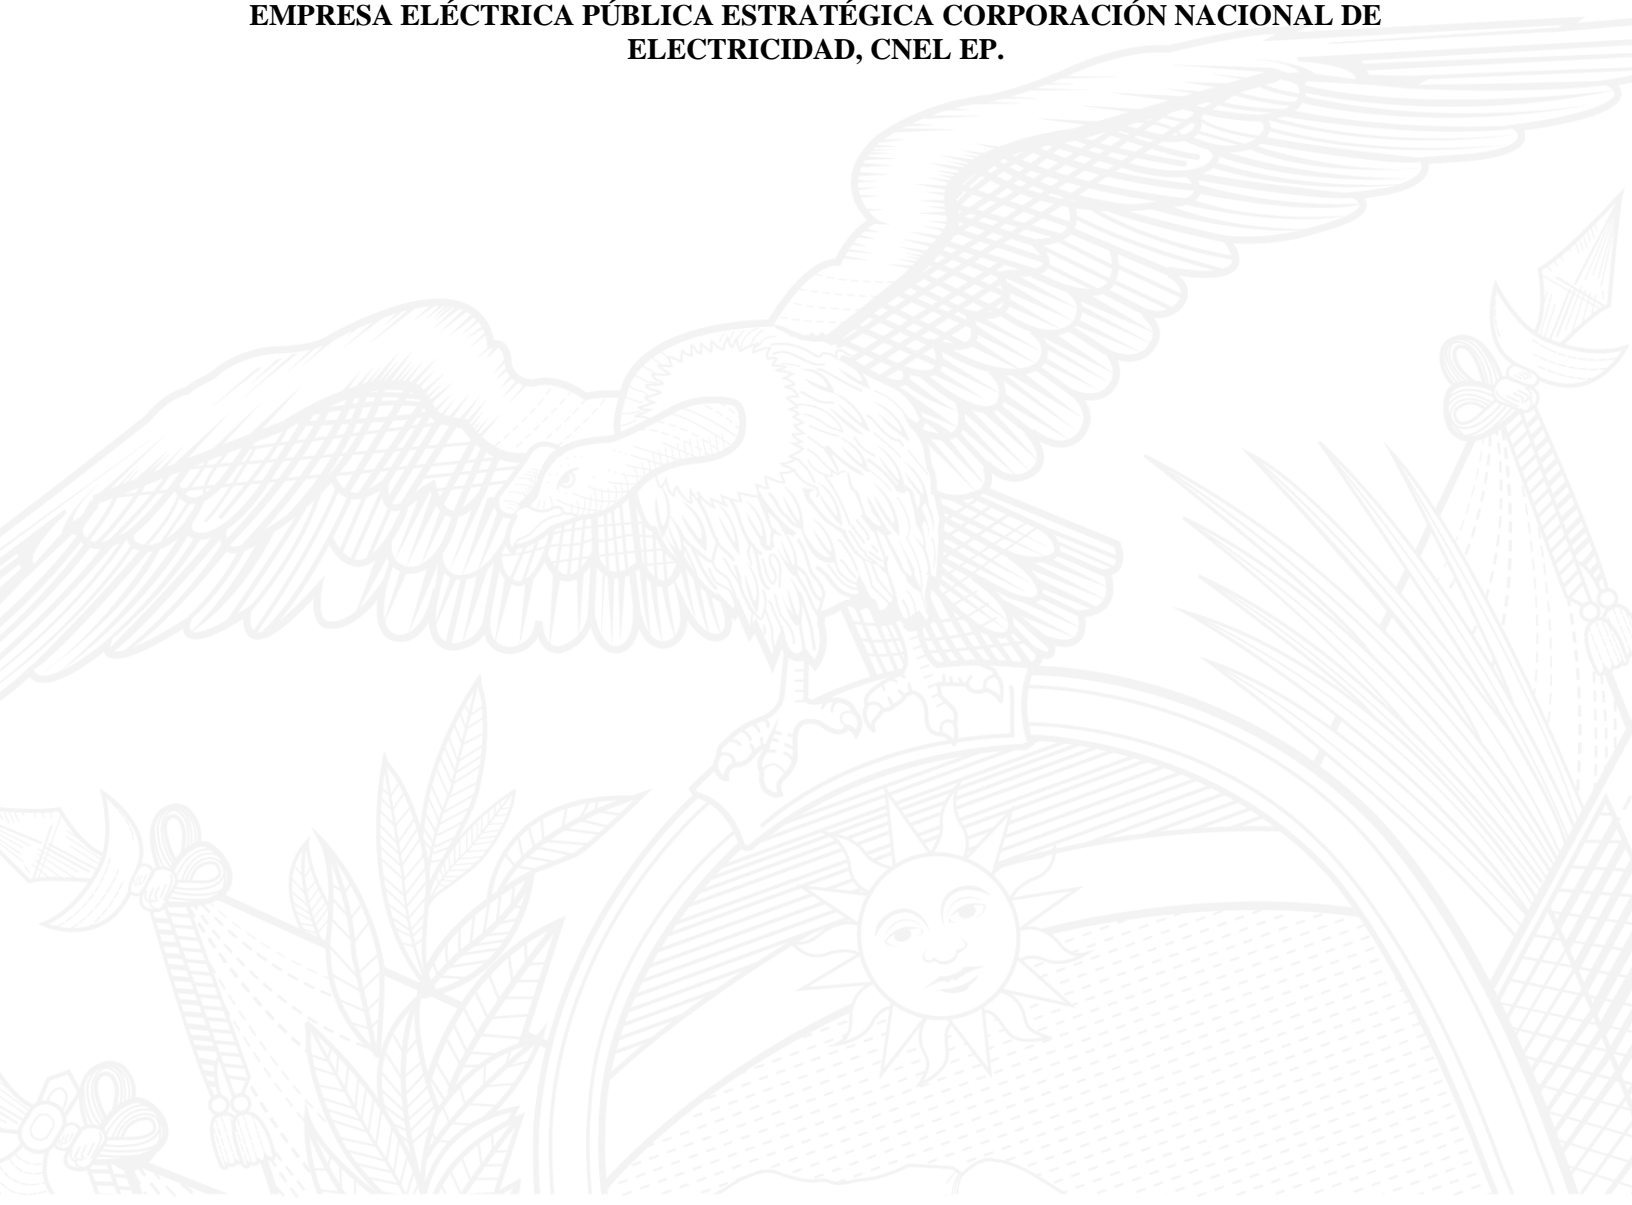 EMPRESA ELÉCTRICA PÚBLICA ESTRATÉGICA CORPORACIÓN NACIONAL DE
ELECTRICIDAD, CNEL EP.